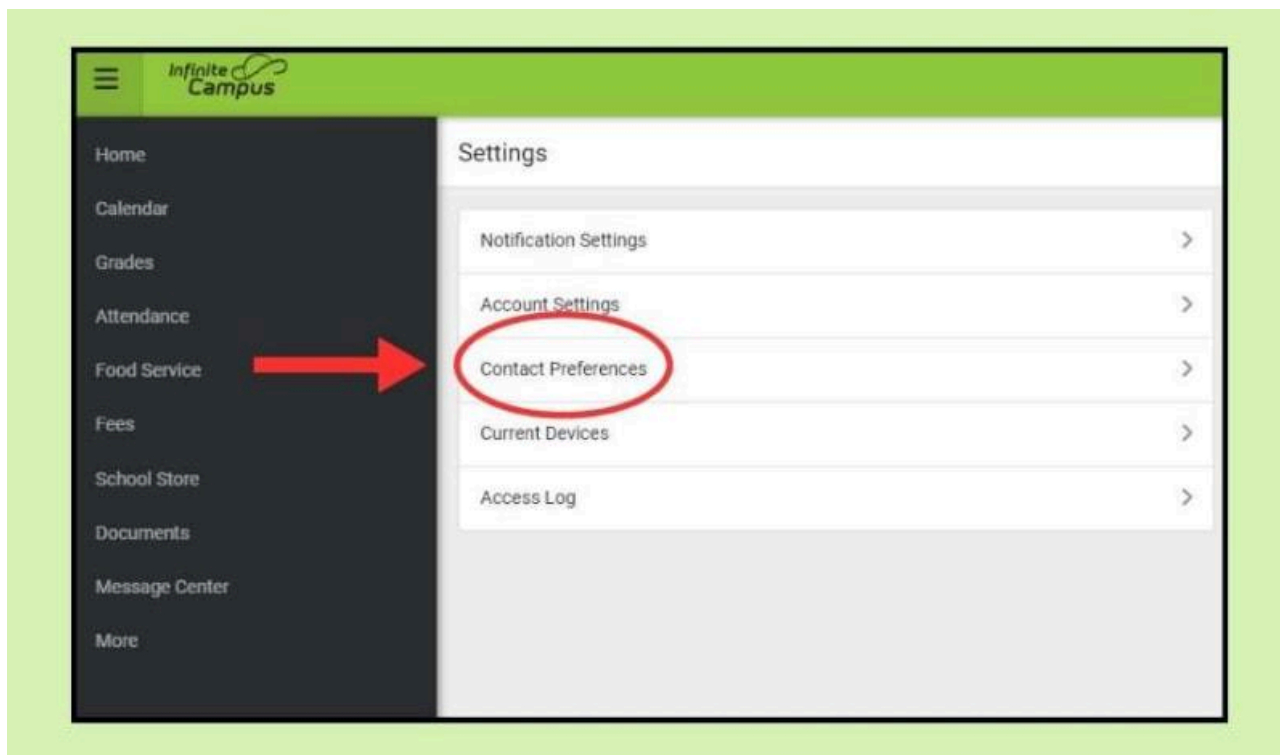 Infinite
Campus
Home
Calendar
Grades
Attendance
Food Service
Fees
School Store
Documents
Message Center
More
Settings
Notification Settings
Account Settings
Contact Preferences
Current Devices
Access Log